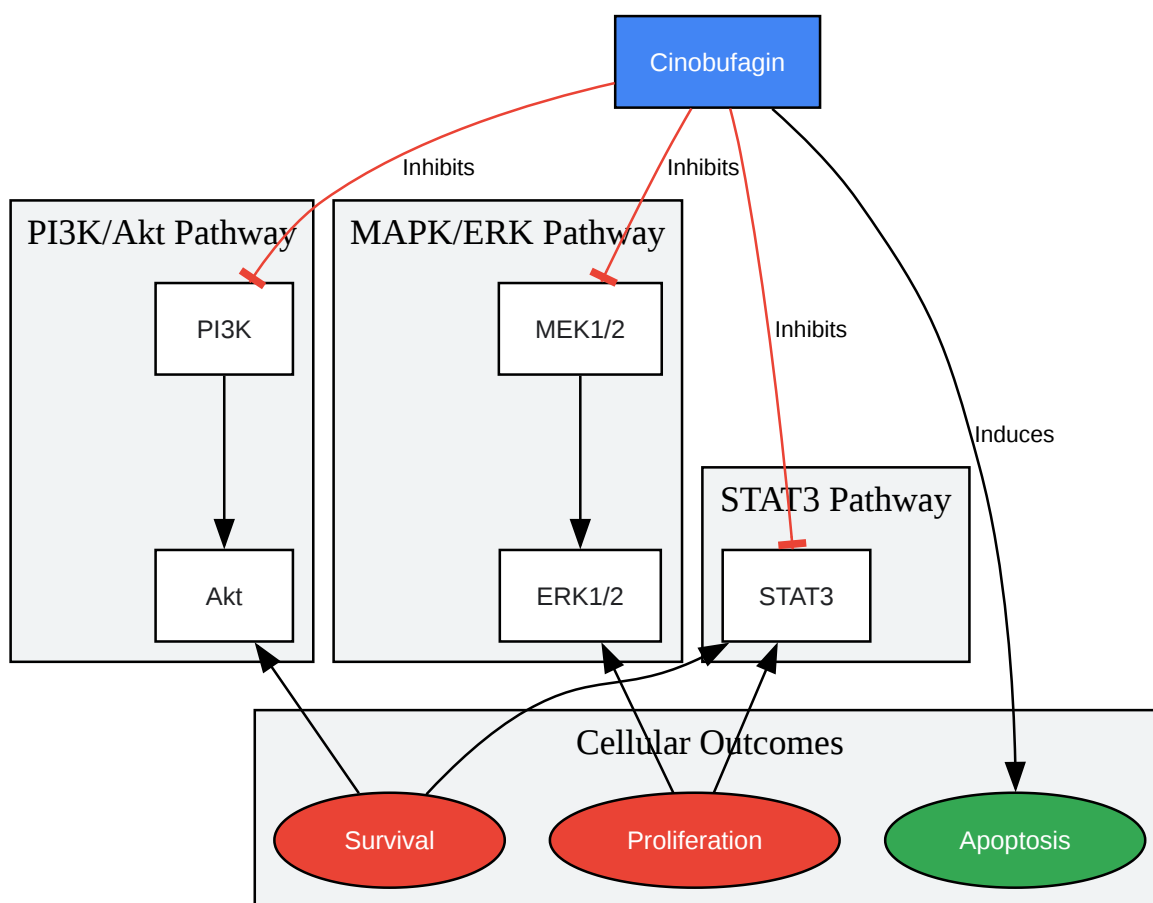 Cinobufagin
Inhibits
Inhibits
PI3K/Akt Pathway
MAPK/ERK Pathway
PI3K
MEK1/2
Inhibits
Induces
STAT3 Pathway
Akt
ERK1/2
STAT3
Cellular Outcomes
Survival
Proliferation
Apoptosis